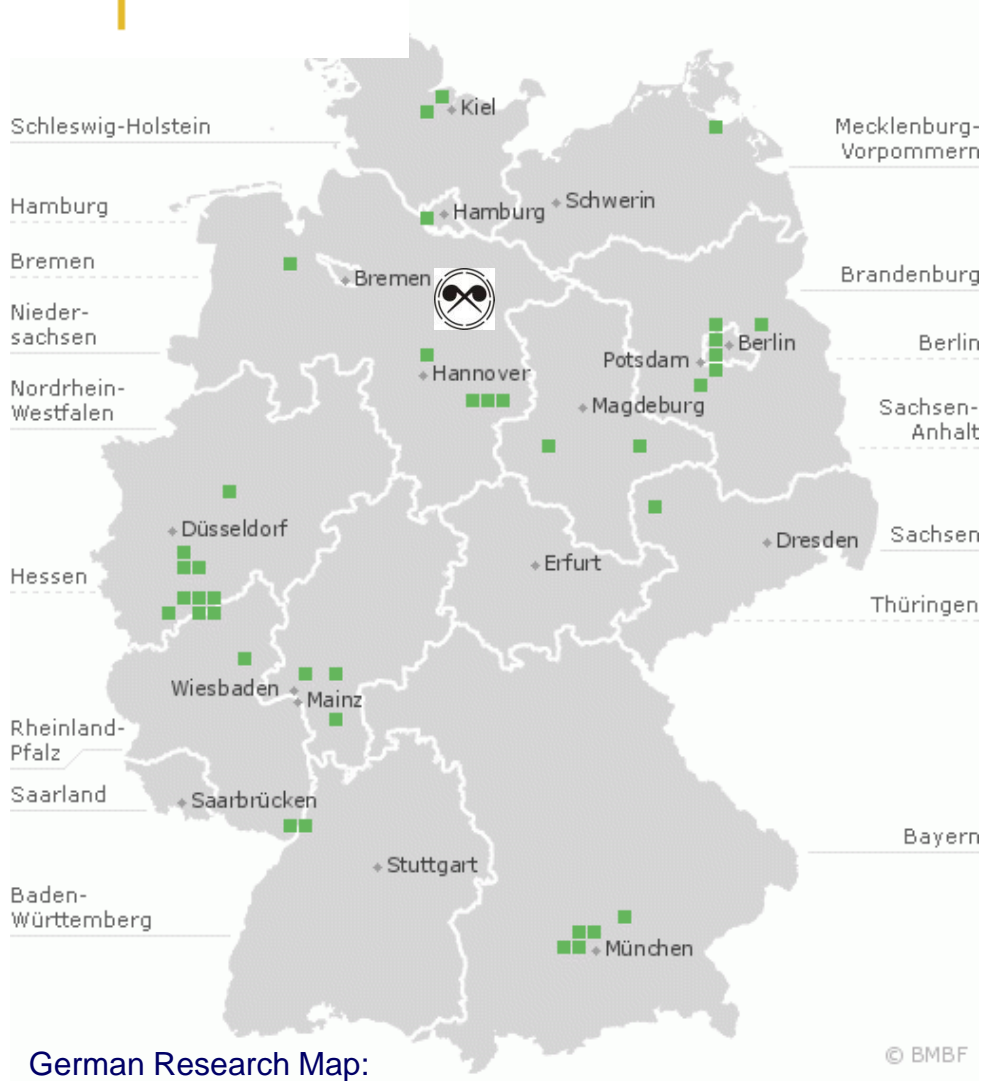 Kiel
Schleswig-Holstein
Mecklenburg-
Vorpommern
Hamburg
Schwerin
Hamburg
Bremen
Bremen
Brandenburg
Nieder-
sachsen
Berlin
Berlin
Potsdam
Hannover
Nordrhein-
Westfalen
Magdeburg
Sachsen-
Anhalt
Düsseldorf
Dresden
Sachsen
Erfurt
Hessen
Thüringen
Wiesbaden
Mainz
Rheinland-
Pfalz
Saarland
Saarbrücken
Bayern
Stuttgart
Baden-
Württemberg
München
© BMBF
German Research Map: